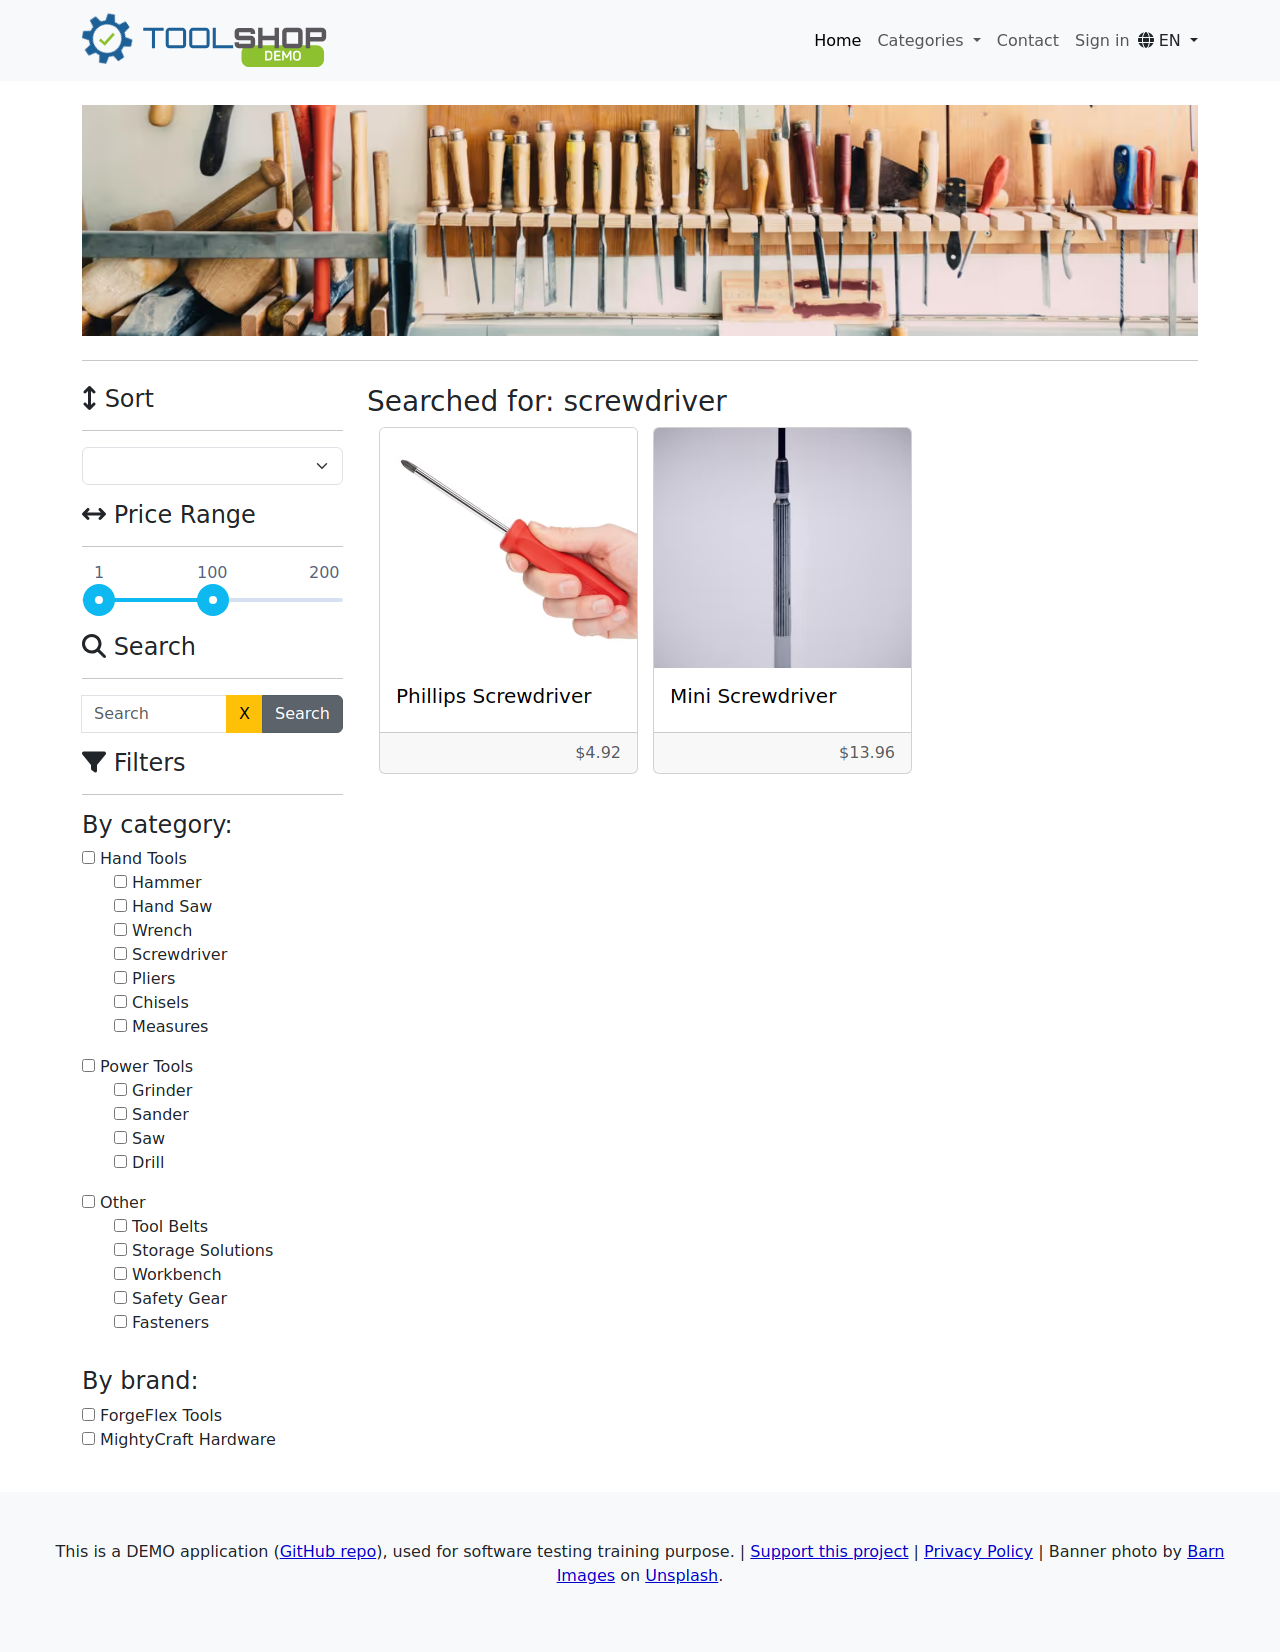 TOOLSHOP
DEMO
Home Categories Contact Sign in EN
Sort
Price Range
1 100 200
Search
Search X Search
Filters
By category:
Hand Tools
Hammer
Hand Saw
Wrench
Screwdriver
Pliers
Chisels
Measures
Power Tools
Grinder
Sander
Saw
Drill
Other
Tool Belts
Storage Solutions
Workbench
Safety Gear
Fasteners
By brand:
ForgeFlex Tools
MightyCraft Hardware
Searched for: screwdriver
Phillips Screwdriver
$4.92
Mini Screwdriver
$13.96
This is a DEMO application (GitHub repo), used for software testing training purpose. | Support this project | Privacy Policy | Banner photo by Barn
Images on Unsplash.